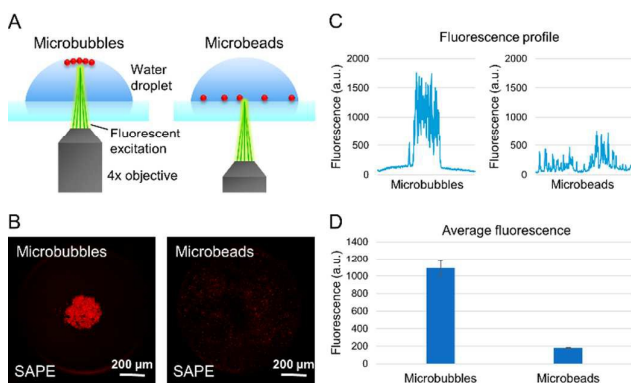 A
Microbubbles
Microbeads
Water
droplet
Fluorescent
excitation
4x objective
B
Microbubbles
SAPE
200 µm
Microbeads
SAPE
200 µm
C
Fluorescence profile
Fluorescence (a.u.)
2000
1500
1000
500
0
Microbubbles
Fluorescence (a.u.)
2000
1500
1000
500
0
Microbeads
D
Average fluorescence
Fluorescence (a.u.)
1400
1200
1000
800
600
400
200
0
Microbubbles
Microbeads